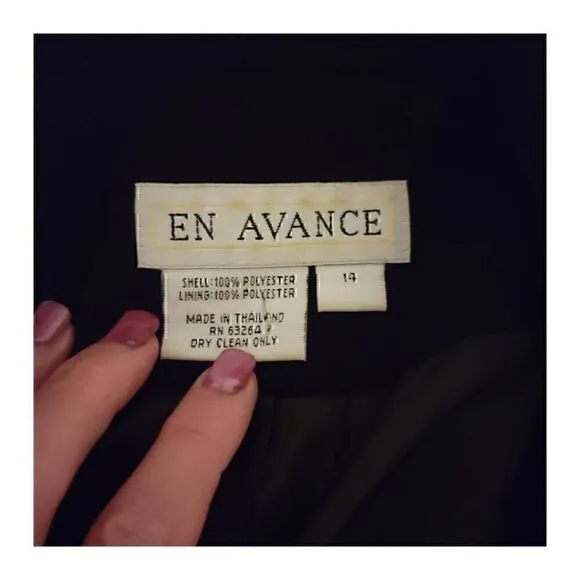 EN AVANCE
SHELL:100% POLYESTER
LINING:100% POLYESTER
MADE IN THAILAND
RN 63264
DRY CLEAN ONLY
14